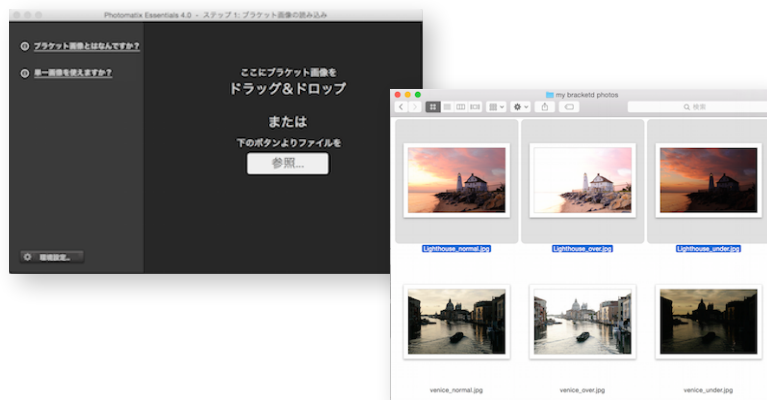 Photomatix Essentials 4.0 - ステップ 1: ブラケット画像の読み込み
ブラケット画像とはなんですか？
単一画像を使えますか？
ここにブラケット画像を
ドラッグ&ドロップ
または
下のボタンよりファイルを
参照...
環境設定...
my bracketd photos
検索
Lighthouse_normal.jpg
Lighthouse_over.jpg
Lighthouse_under.jpg
venice_normal.jpg
venice_over.jpg
venice_under.jpg